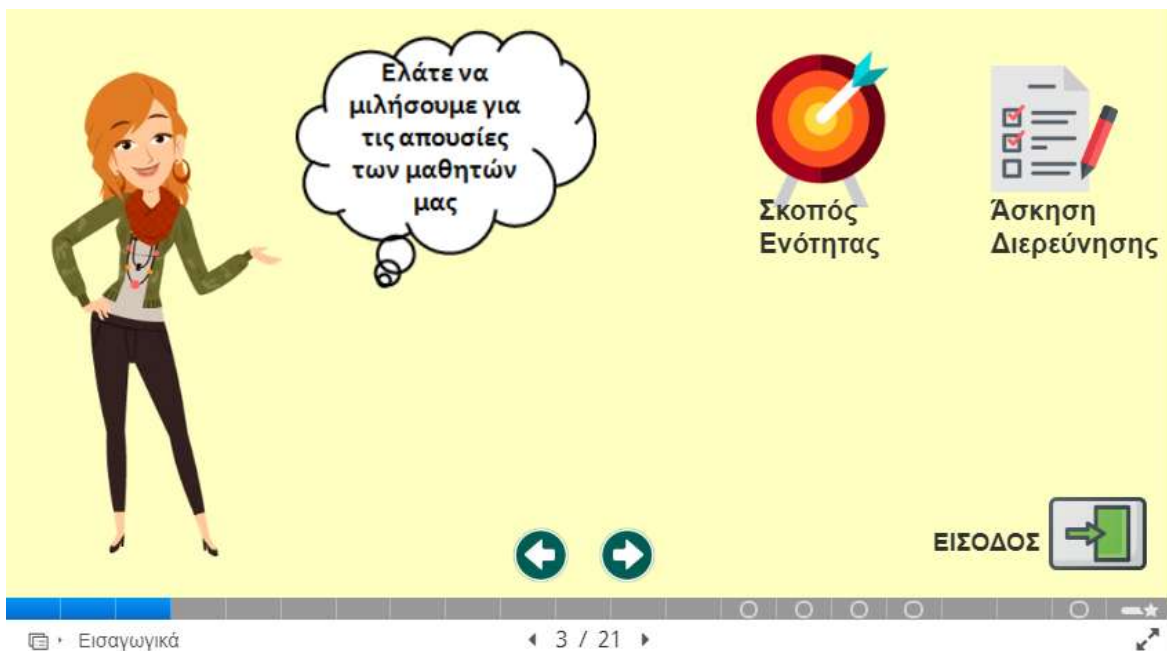 Ελάτε να
μιλήσουμε για
τις απουσίες
των μαθητών
μας
Σκοπός
Ενότητας
Άσκηση
Διερεύνησης
ΕΙΣΟΔΟΣ
Εισαγωγικά
3 / 21